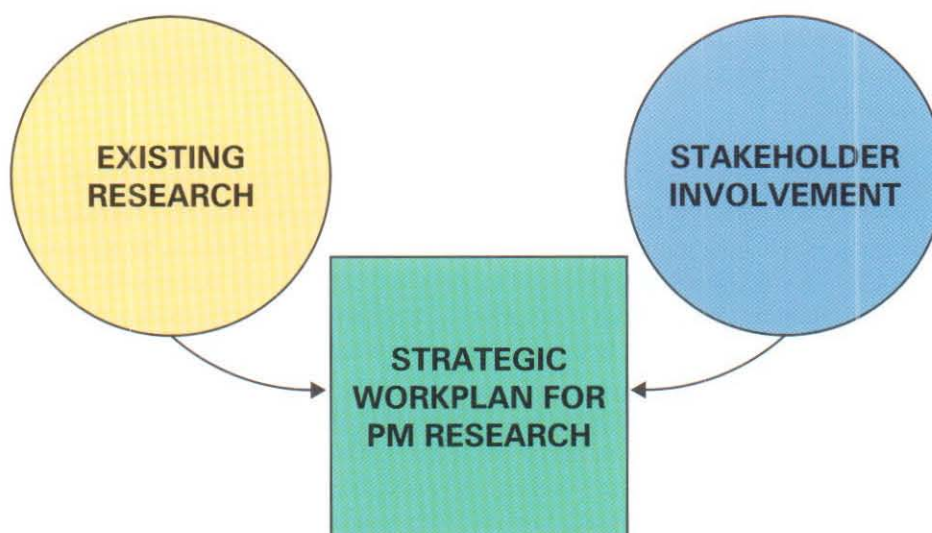 EXISTING
RESEARCH
STAKEHOLDER
INVOLVEMENT
STRATEGIC
WORKPLAN FOR
PM RESEARCH